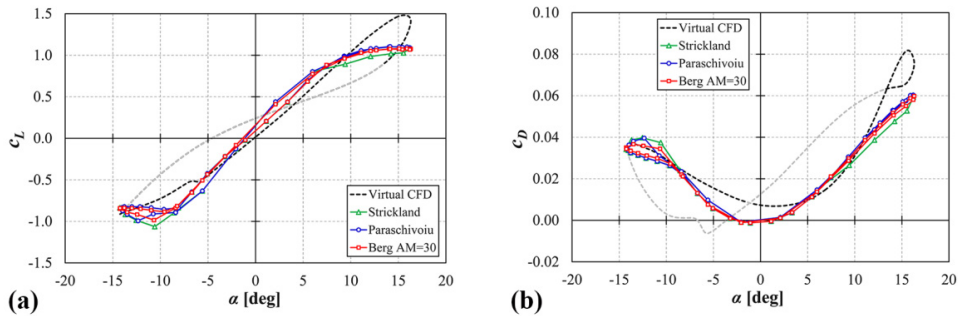 1.5
1.0
0.5
0.0
-0.5
-1.0
-1.5
-20 -15 -10 -5 0 5 10 15 20
cL
α [deg]
Virtual CFD
Strickland
Paraschivoiu
Berg AM=30
(a)
0.10
0.08
0.06
0.04
0.02
0.00
-0.02
-20 -15 -10 -5 0 5 10 15 20
cD
α [deg]
Virtual CFD
Strickland
Paraschivoiu
Berg AM=30
(b)